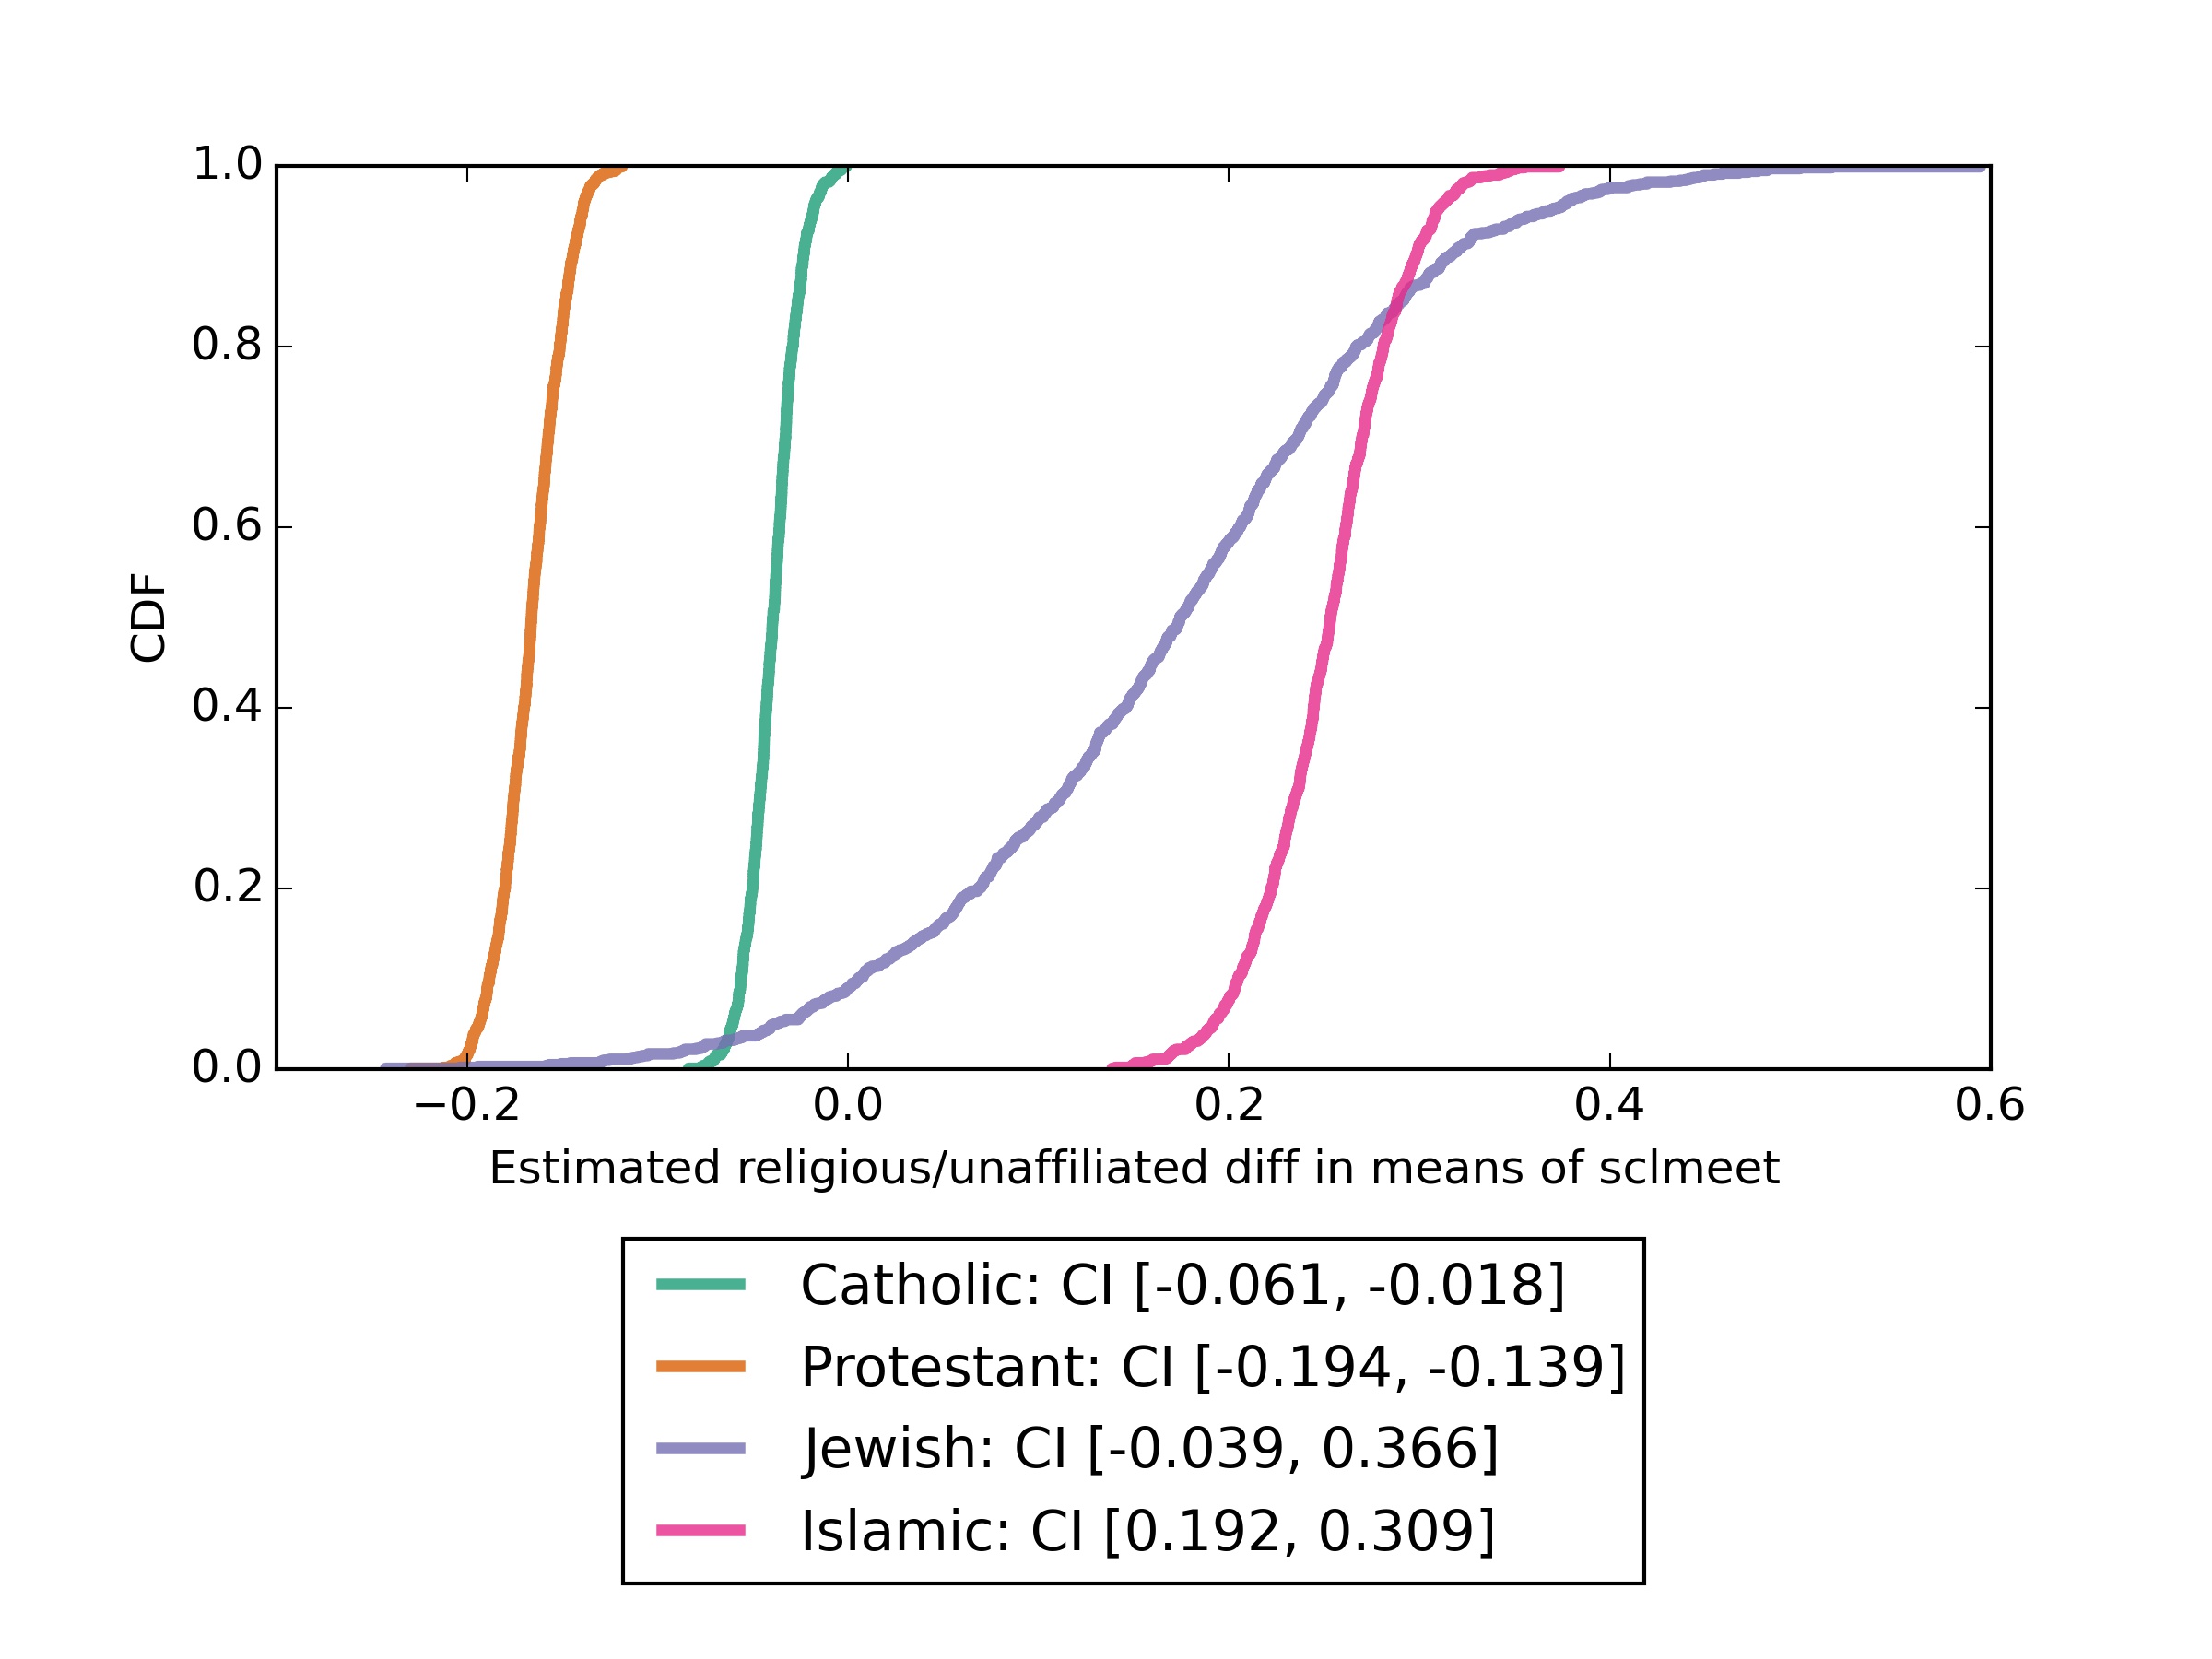 1.0
0.8
0.6
0.4
0.2
0.0
CDF
−0.2 0.0 0.2 0.4 0.6
Estimated religious/unaffiliated diff in means of sclmeet
Catholic: CI [-0.061, -0.018]
Protestant: CI [-0.194, -0.139]
Jewish: CI [-0.039, 0.366]
Islamic: CI [0.192, 0.309]